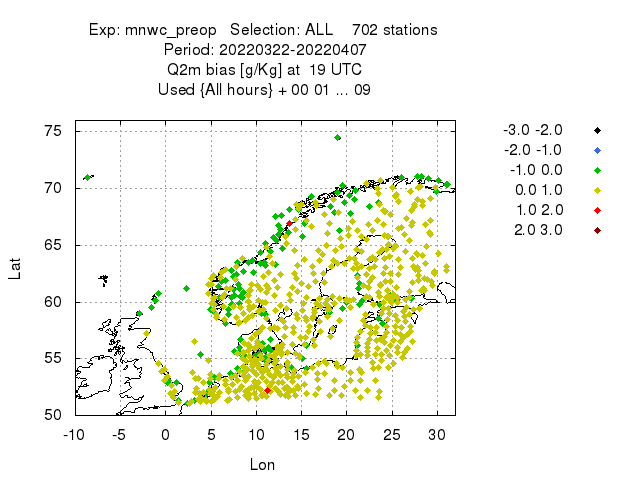 Exp: mnwc_preop   Selection: ALL    702 stations
Period: 20220322-20220407
Q2m bias [g/Kg] at  19 UTC
Used {All hours} + 00 01 ... 09
-3.0 -2.0
-2.0 -1.0
-1.0 0.0
0.0 1.0
1.0 2.0
2.0 3.0
75
70
65
60
55
50
Lat
-10 -5 0 5 10 15 20 25 30
Lon